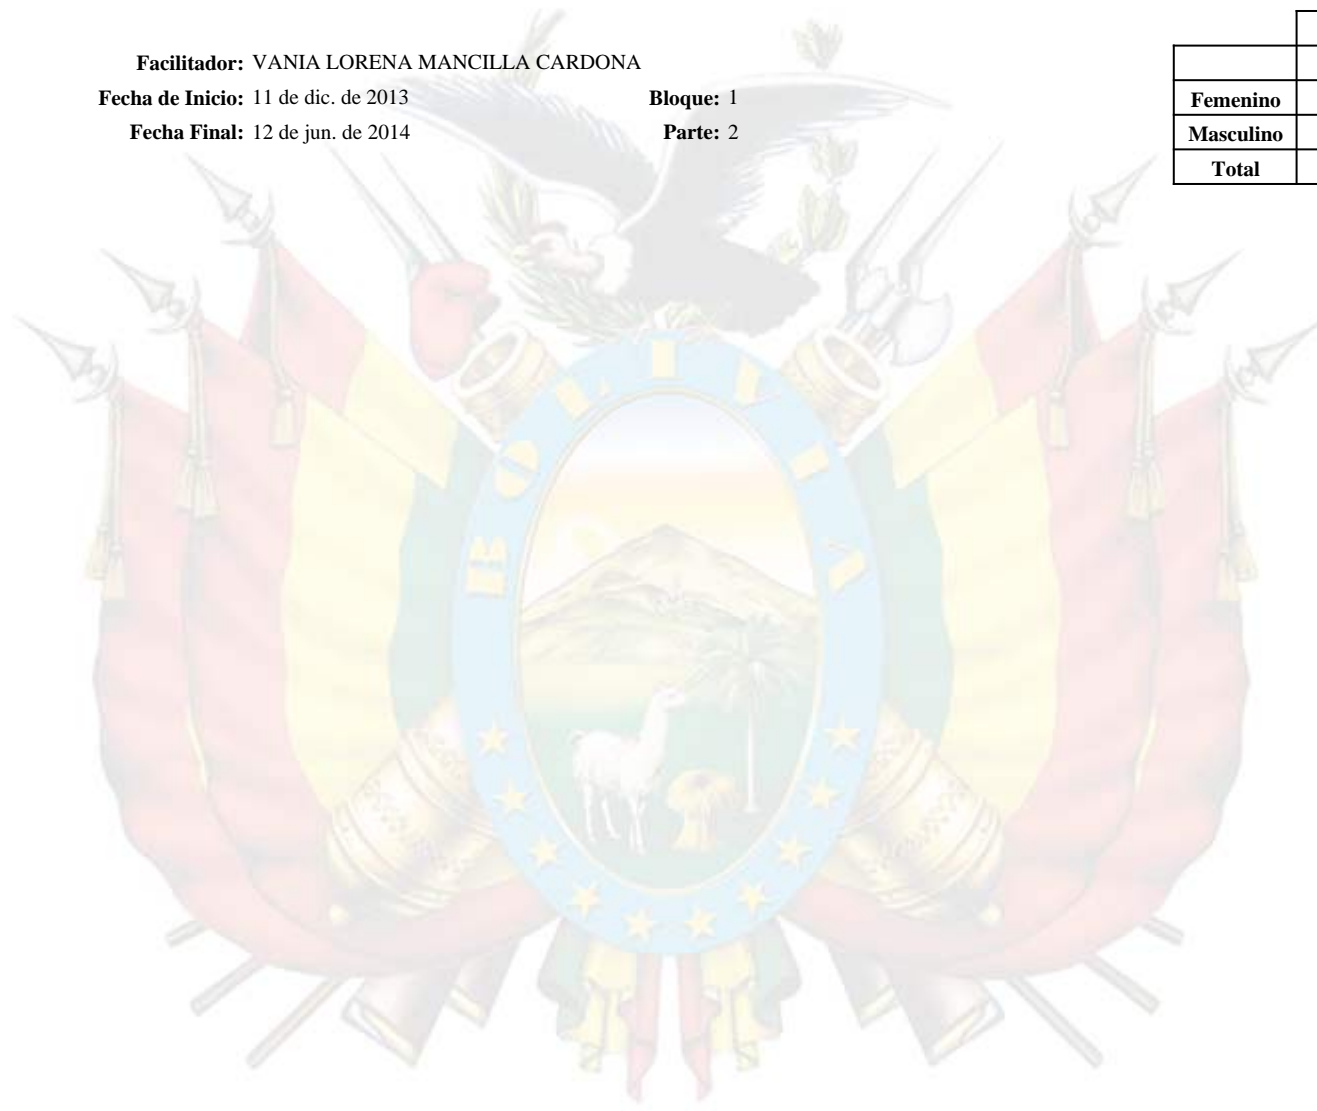 Facilitador: VANIA LORENA MANCILLA CARDONA
Fecha de Inicio: 11 de dic. de 2013 Bloque: 1
Fecha Final: 12 de jun. de 2014 Parte: 2
Femenino
Masculino
Total
BOLIVIA